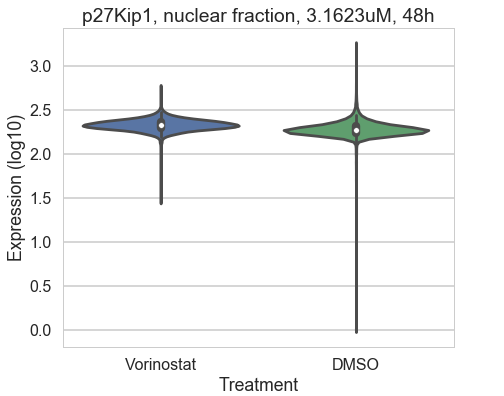 p27Kip1, nuclear fraction, 3.1623uM, 48h
Expression (log10)
3.0
2.5
2.0
1.5
1.0
0.5
0.0
Vorinostat DMSO
Treatment